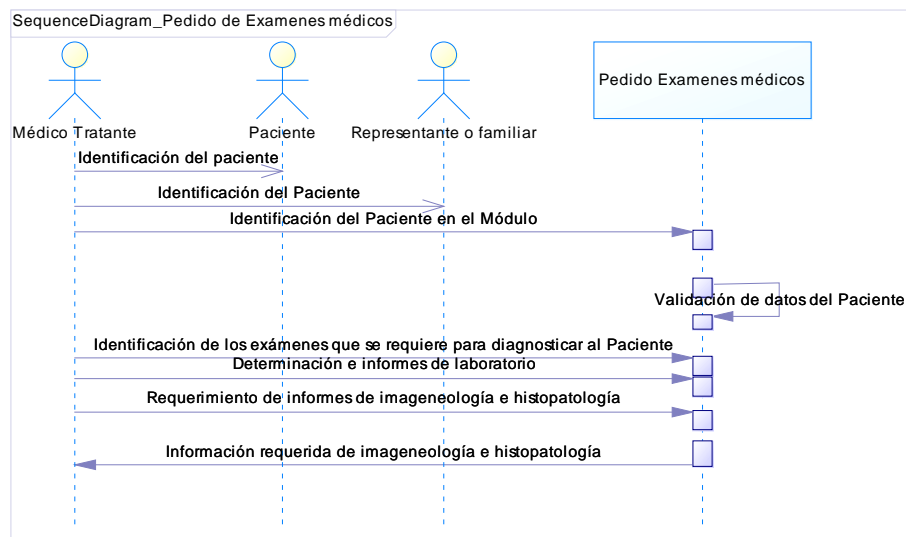 SequenceDiagram_Pedido de Examenes médicos
Pedido Examenes médicos
Médico Tratante
Paciente
Representante o familiar
Identificación del paciente
Identificación del Paciente
Identificación del Paciente en el Módulo
Validación de datos del Paciente
Identificación de los exámenes que se requiere para diagnosticar al Paciente
Determinación e informes de laboratorio
Requerimiento de informes de imageneología e histopatología
Información requerida de imageneología e histopatología